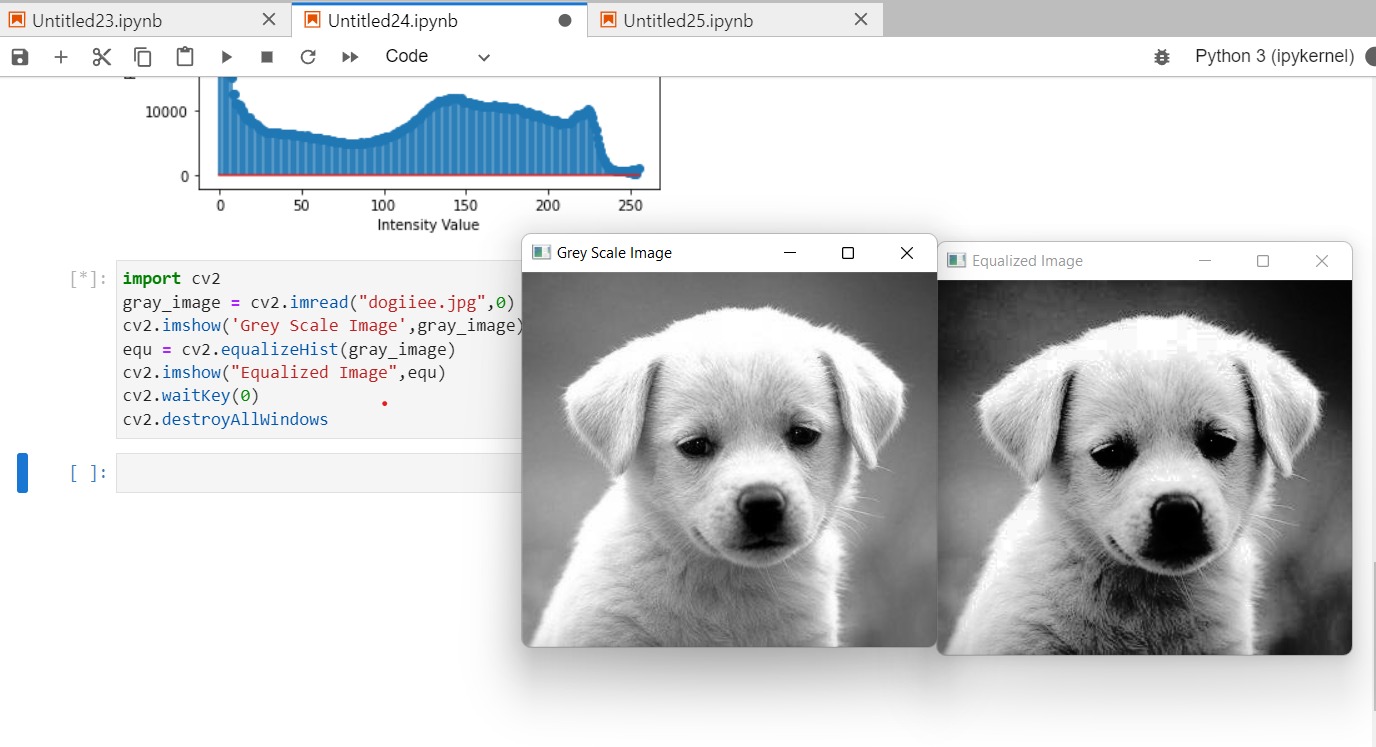 Untitled23.ipynb
Untitled24.ipynb
Untitled25.ipynb
Code
Python 3 (ipykernel)
10000
0
0 50 100 150 200 250
Intensity Value
[*]:
import cv2
gray_image = cv2.imread("dogiiee.jpg",0)
cv2.imshow('Grey Scale Image',gray_image)
equ = cv2.equalizeHist(gray_image)
cv2.imshow("Equalized Image",equ)
cv2.waitKey(0)
cv2.destroyAllWindows
[ ]:
Grey Scale Image
Equalized Image